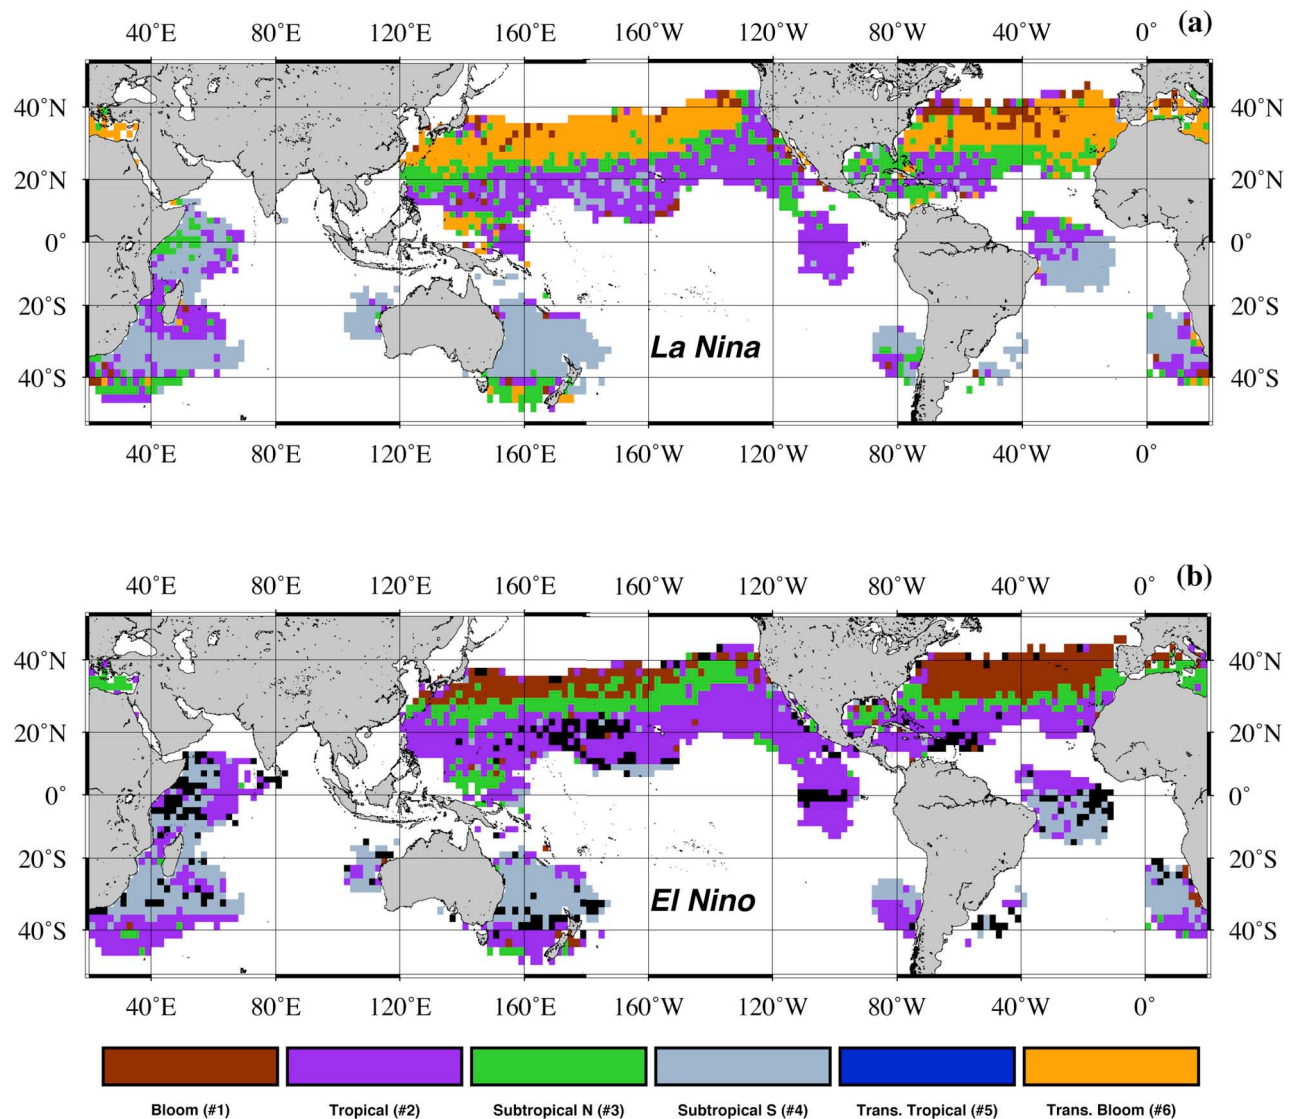 (a)
40°E 80°E 120°E 160°E 160°W 120°W 80°W 40°W 0°
40°N 40°N
20°N 20°N
0° 0°
20°S 20°S
La Nina
40°S 40°S
40°E 80°E 120°E 160°E 160°W 120°W 80°W 40°W 0°
(b)
40°E 80°E 120°E 160°E 160°W 120°W 80°W 40°W 0°
40°N 40°N
20°N 20°N
0° 0°
20°S 20°S
El Nino
40°S 40°S
40°E 80°E 120°E 160°E 160°W 120°W 80°W 40°W 0°
Bloom (#1) Tropical (#2) Subtropical N (#3) Subtropical S (#4) Trans. Tropical (#5) Trans. Bloom (#6)